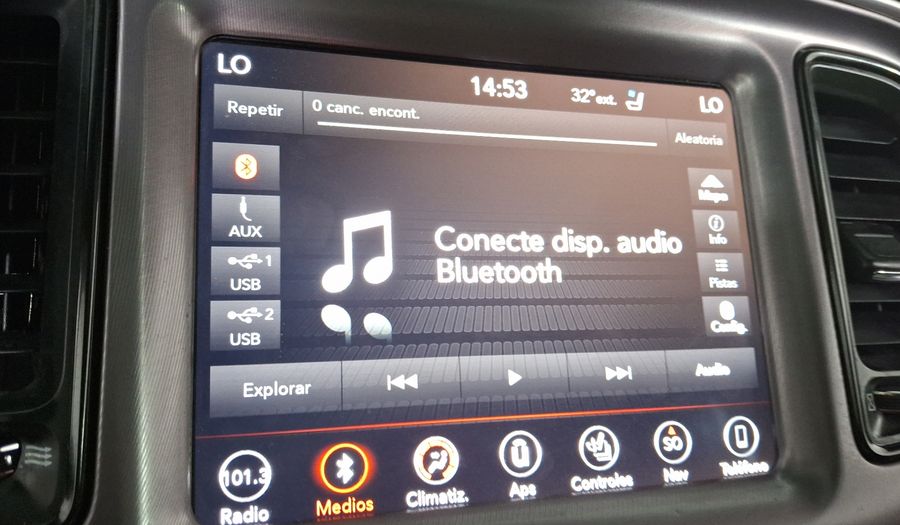 LO
14:53
32° ext.
LO
Repetir
0 canc. encont.
Aleatoria
AUX
1
USB
2
USB
Conecte disp. audio
Bluetooth
Mapa
Info
Pistas
Config.
Explorar
Audio
101.3
Radio
Medios
Climatiz.
Aps
Controles
SO
Nav
Teléfono